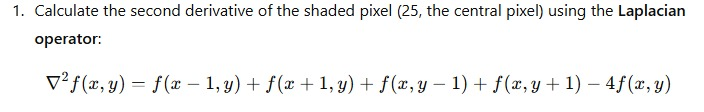 1. Calculate the second derivative of the shaded pixel (25, the central pixel) using the Laplacian
operator:
∇²f(x, y) = f(x − 1, y) + f(x + 1, y) + f(x, y − 1) + f(x, y + 1) − 4f(x, y)